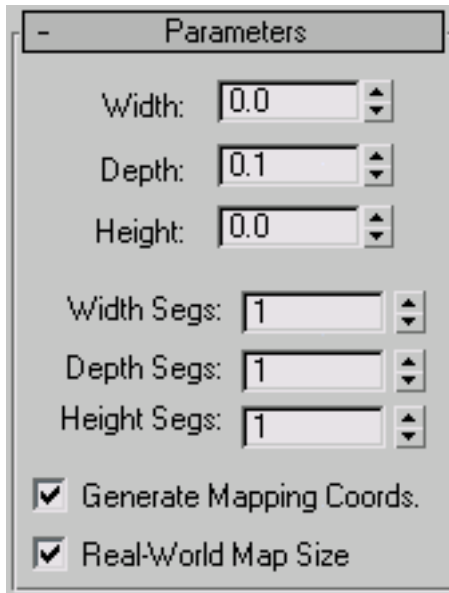 - Parameters
Width: 0.0
Depth: 0.1
Height: 0.0
Width Segs: 1
Depth Segs: 1
Height Segs: 1
Generate Mapping Coords.
Real-World Map Size